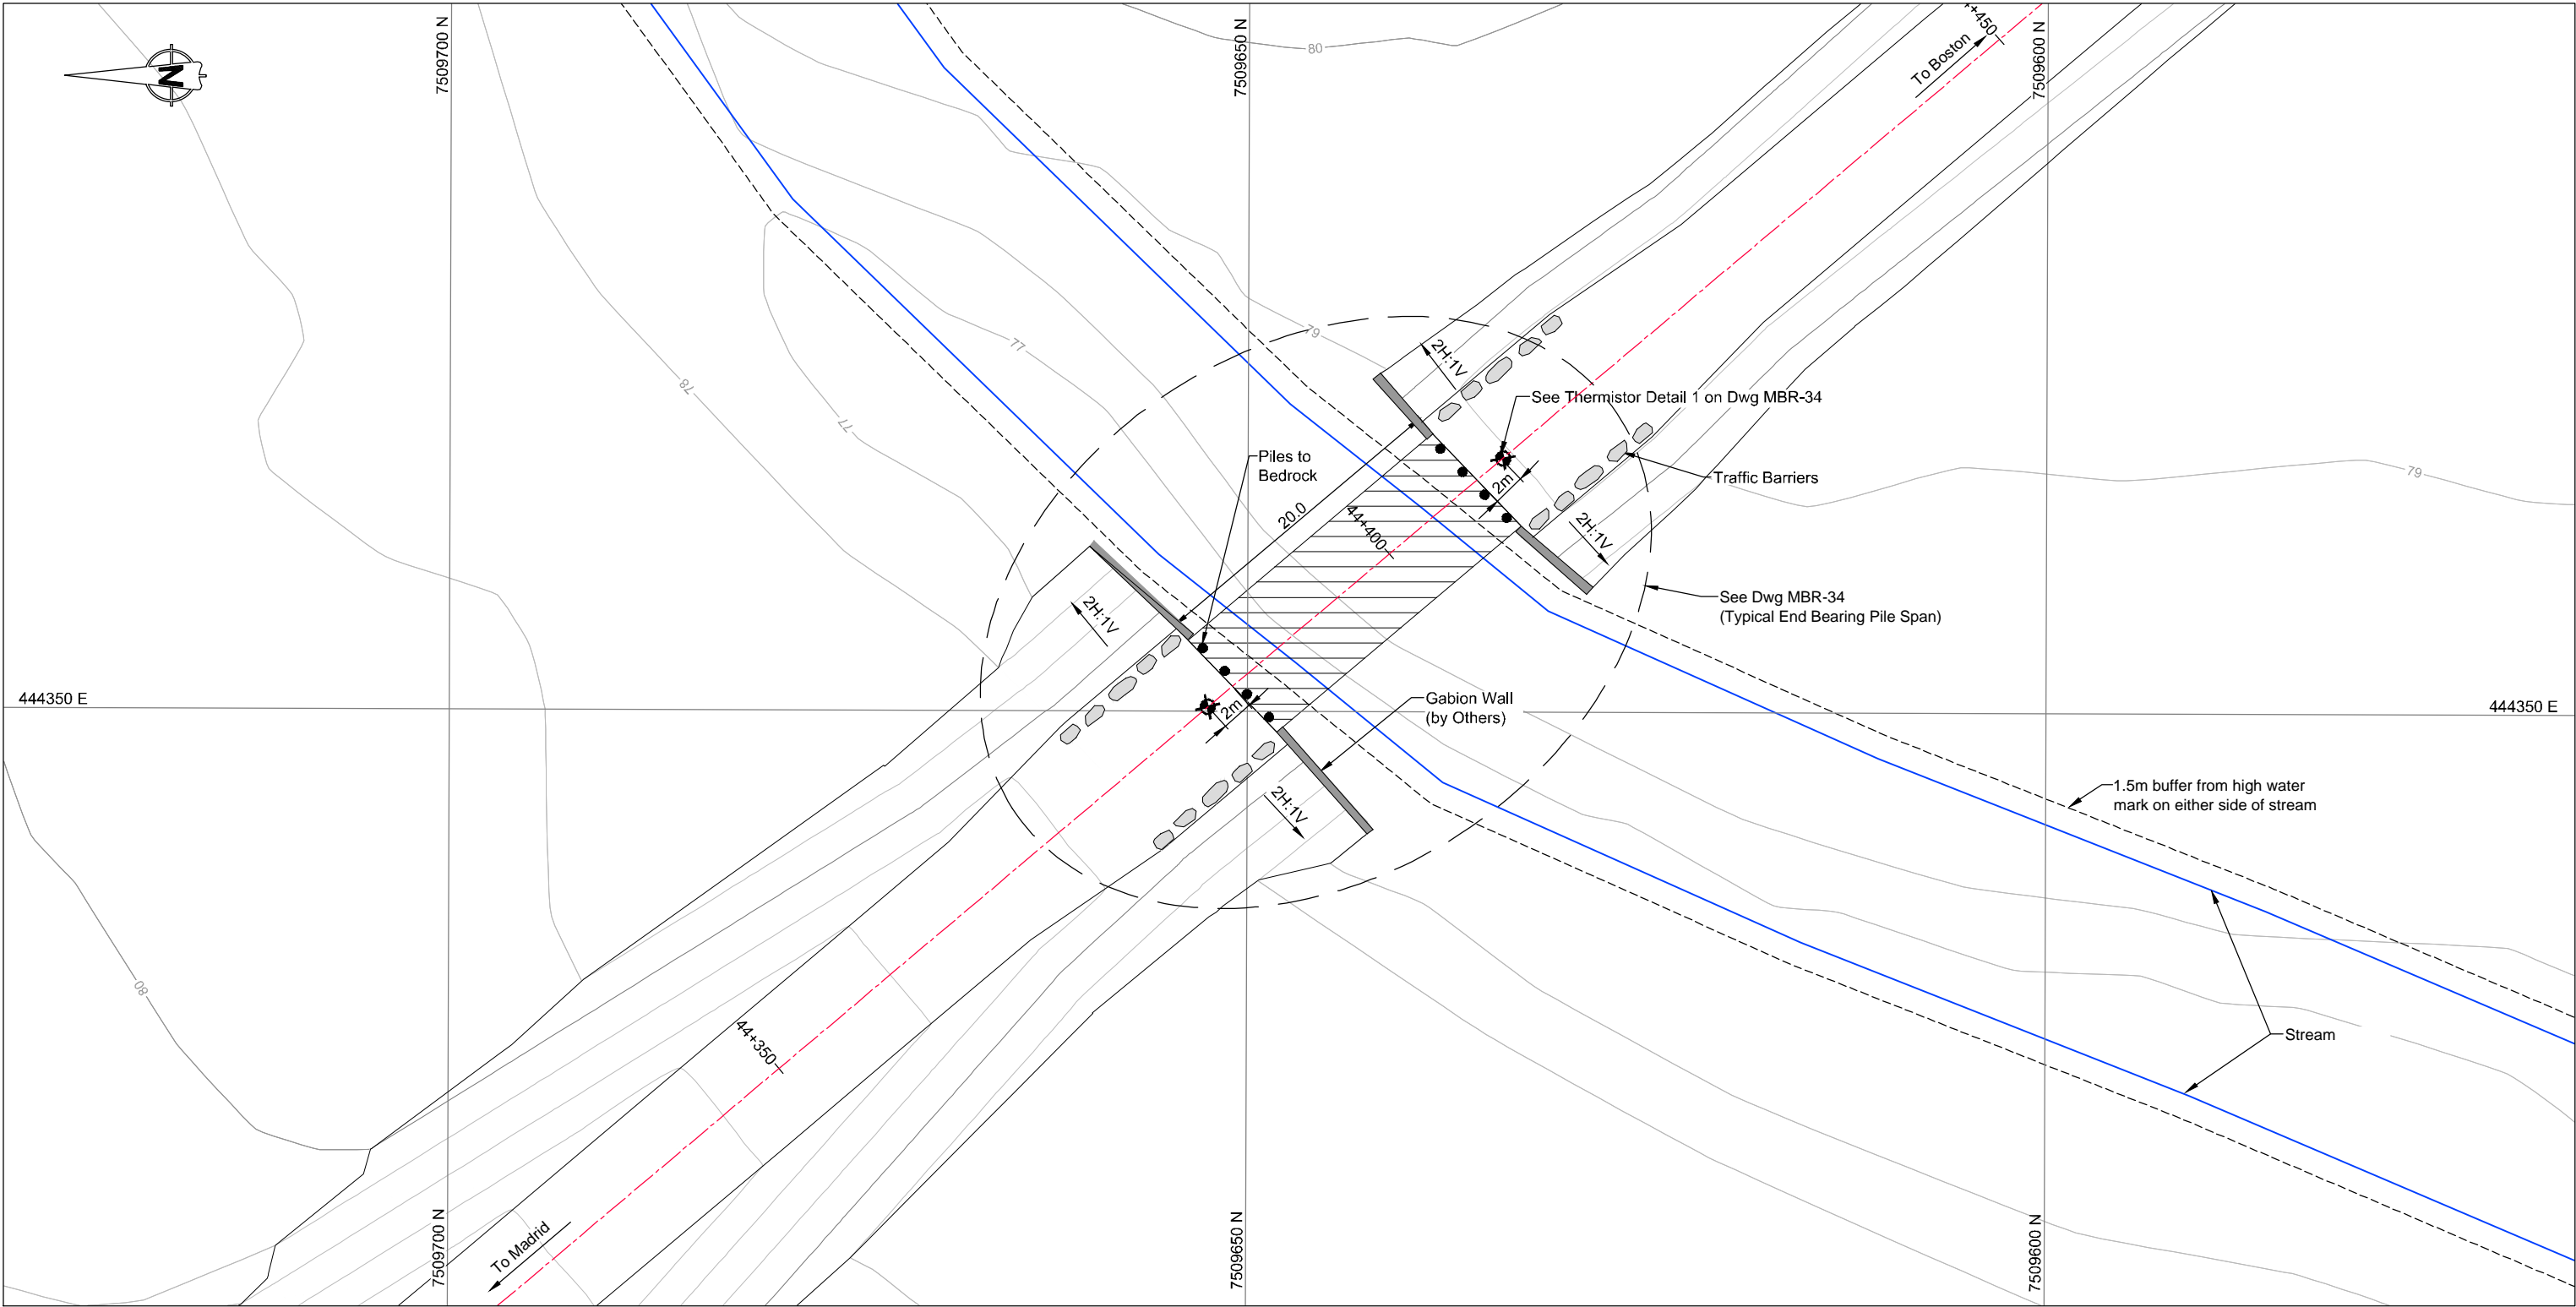 N
7509700 N
7509650 N
7509600 N
80
To Boston
79
77
78
77
2H:1V
See Thermistor Detail 1 on Dwg MBR-34
Piles to
Bedrock
2m
Traffic Barriers
79
20.0
44+400
2H:1V
2H:1V
See Dwg MBR-34
(Typical End Bearing Pile Span)
444350 E
Gabion Wall
(by Others)
2m
444350 E
2H:1V
1.5m buffer from high water
mark on either side of stream
80
44+350
Stream
To Madrid
7509700 N
7509650 N
7509600 N